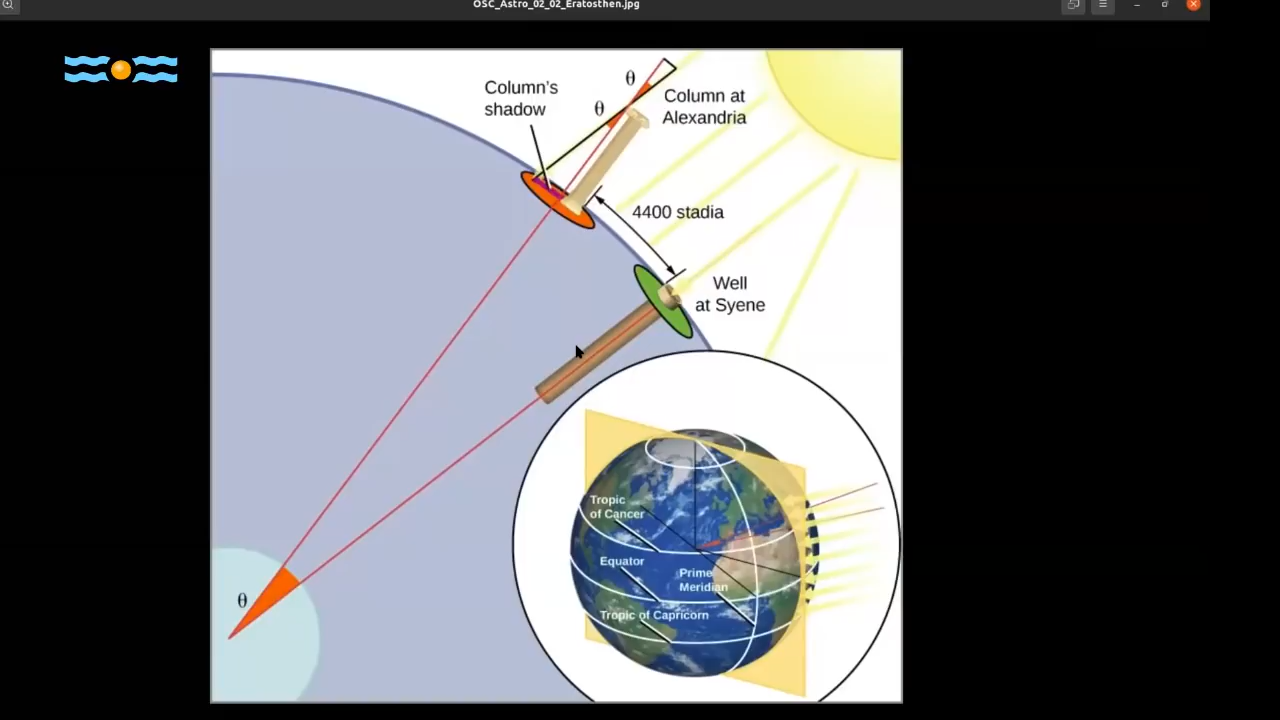 OSC_Astro_02_02_Eratosthen.jpg
Column's
shadow
θ
θ
Column at
Alexandria
4400 stadia
Well
at Syene
θ
Tropic
of Cancer
Equator
Prime
Meridian
Tropic of Capricorn